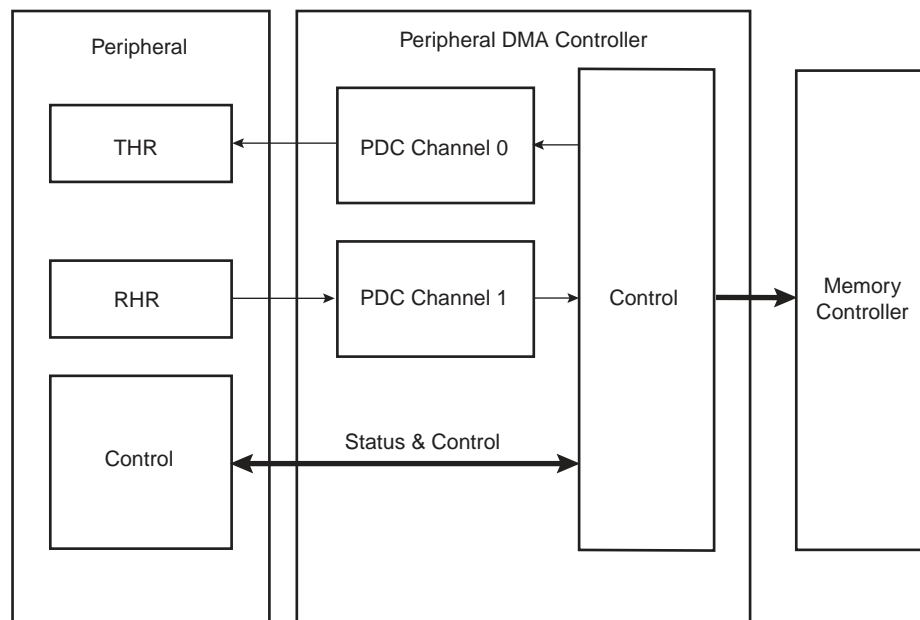 Peripheral
Peripheral DMA Controller
THR
PDC Channel 0
RHR
PDC Channel 1
Control
Memory
Controller
Control
Status & Control